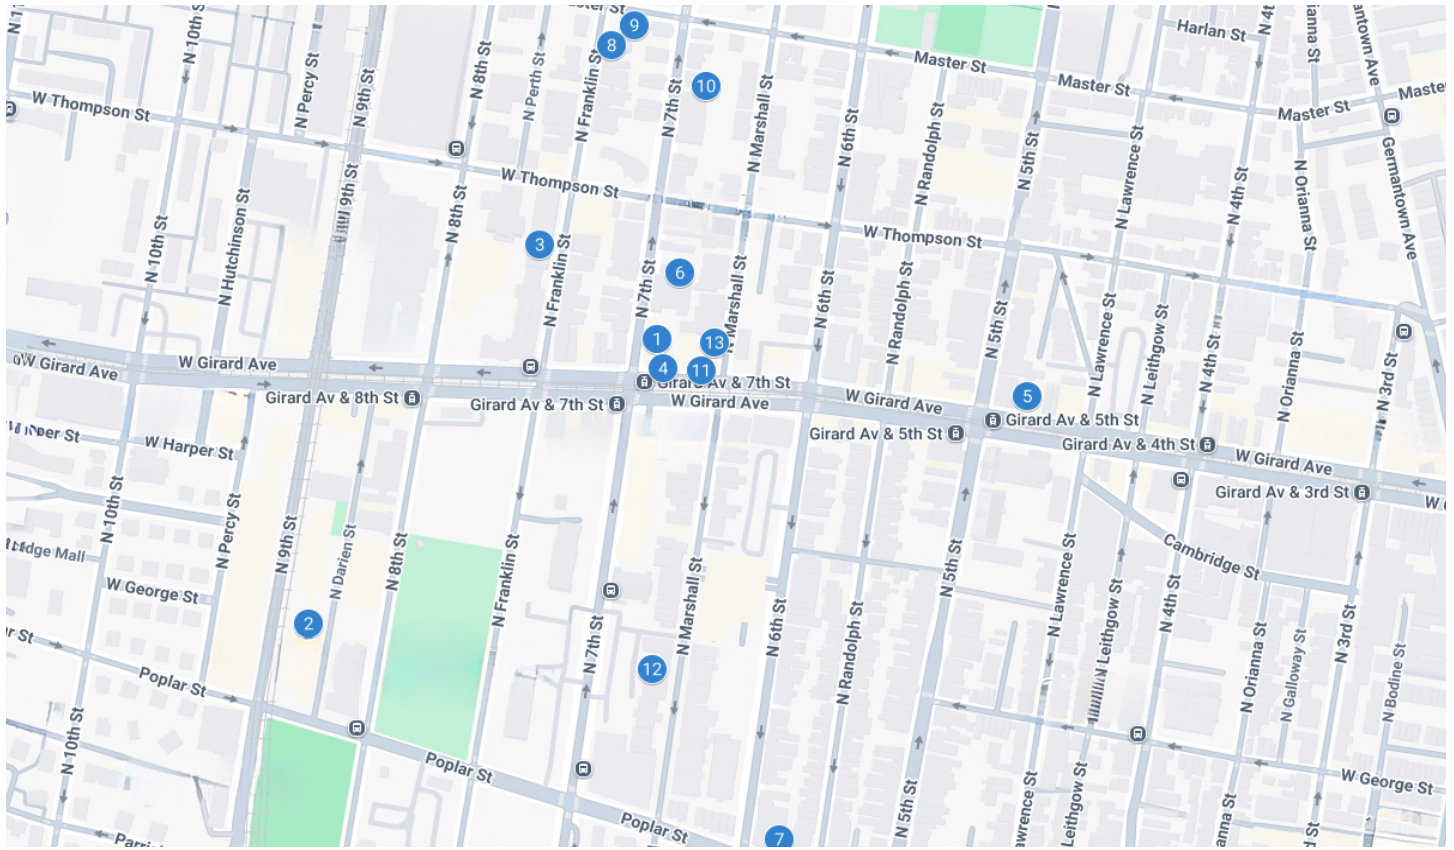 N 10th St
N Percy St
N 9th St
N 8th St
N Perth St
N Franklin St
9
8
Master St
N 7th St
10
N Marshall St
N 6th St
Master St
N Randolph St
N 5th St
Master St
N Lawrence St
Harlan St
N 4th St
Master St
Master
Germantown Ave
N Orianna St
W Thompson St
W Thompson St
W Thompson St
N 10th St
N Hutchinson St
N 9th St
N 8th St
3
N Franklin St
N 7th St
6
N Marshall St
N 6th St
N Randolph St
N 5th St
N Lawrence St
N Leithgow St
N 4th St
N Orianna St
N 3rd St
1
13
4
11
5
W Girard Ave
W Girard Ave
Girard Av & 8th St
Girard Av & 7th St
Girard Av & 7th St
W Girard Ave
W Girard Ave
Girard Av & 5th St
Girard Av & 5th St
Girard Av & 4th St
W Girard Ave
Girard Av & 3rd St
W Harper St
N 10th St
N Percy St
N 9th St
N Darien St
N 8th St
N Franklin St
N 7th St
N Marshall St
N 6th St
N Randolph St
N 5th St
N Lawrence St
N Leithgow St
N 4th St
Cambridge St
N Orianna St
N Galloway St
N 3rd St
N Bodine St
W George St
2
12
Poplar St
N 10th St
Poplar St
Poplar St
7
N 5th St
W George St